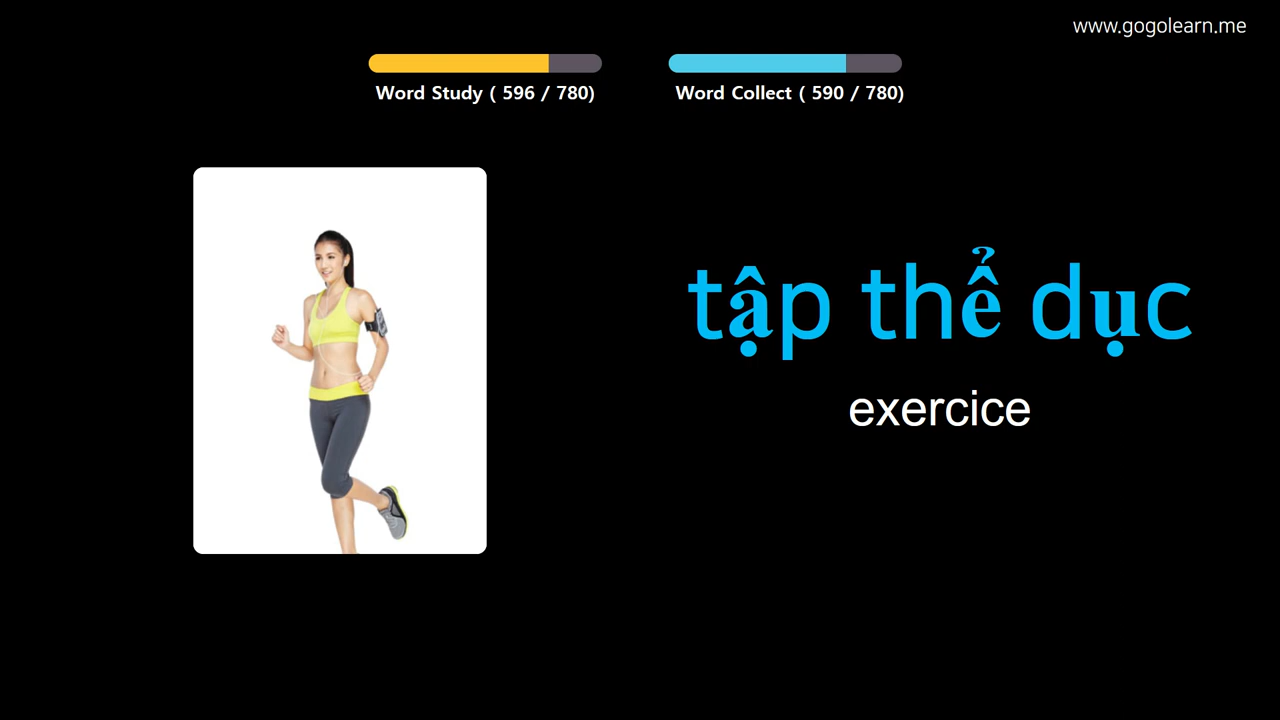 www.gogolearn.me
Word Study ( 596 / 780)
Word Collect ( 590 / 780)
tập thể dục
exercice